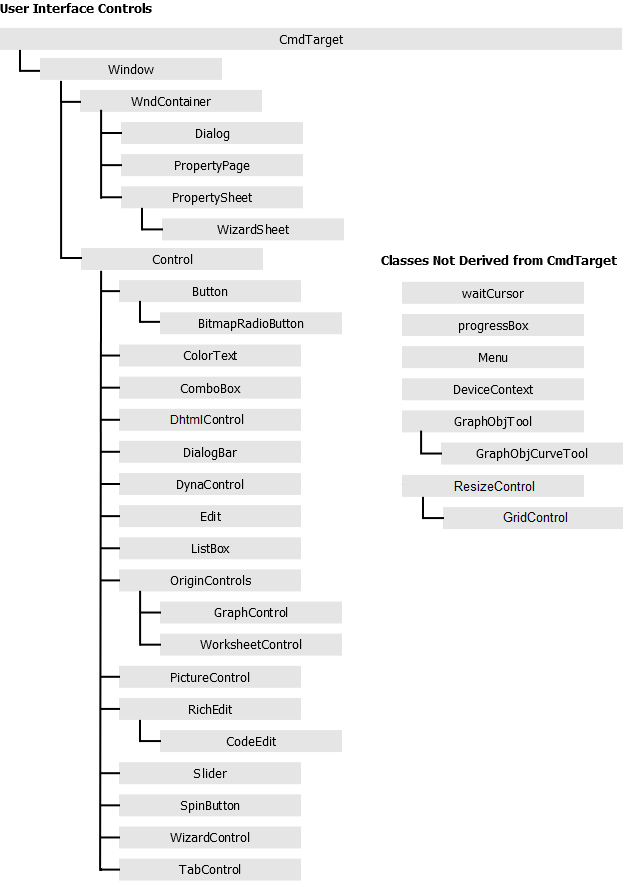 User Interface Controls
CmdTarget
Window
WndContainer
Dialog
PropertyPage
PropertySheet
WizardSheet
Control
Button
BitmapRadioButton
ColorText
ComboBox
DhtmlControl
DialogBar
DynaControl
Edit
ListBox
OriginControls
GraphControl
WorksheetControl
PictureControl
RichEdit
CodeEdit
Slider
SpinButton
WizardControl
TabControl
Classes Not Derived from CmdTarget
waitCursor
progressBox
Menu
DeviceContext
GraphObjTool
GraphObjCurveTool
ResizeControl
GridControl